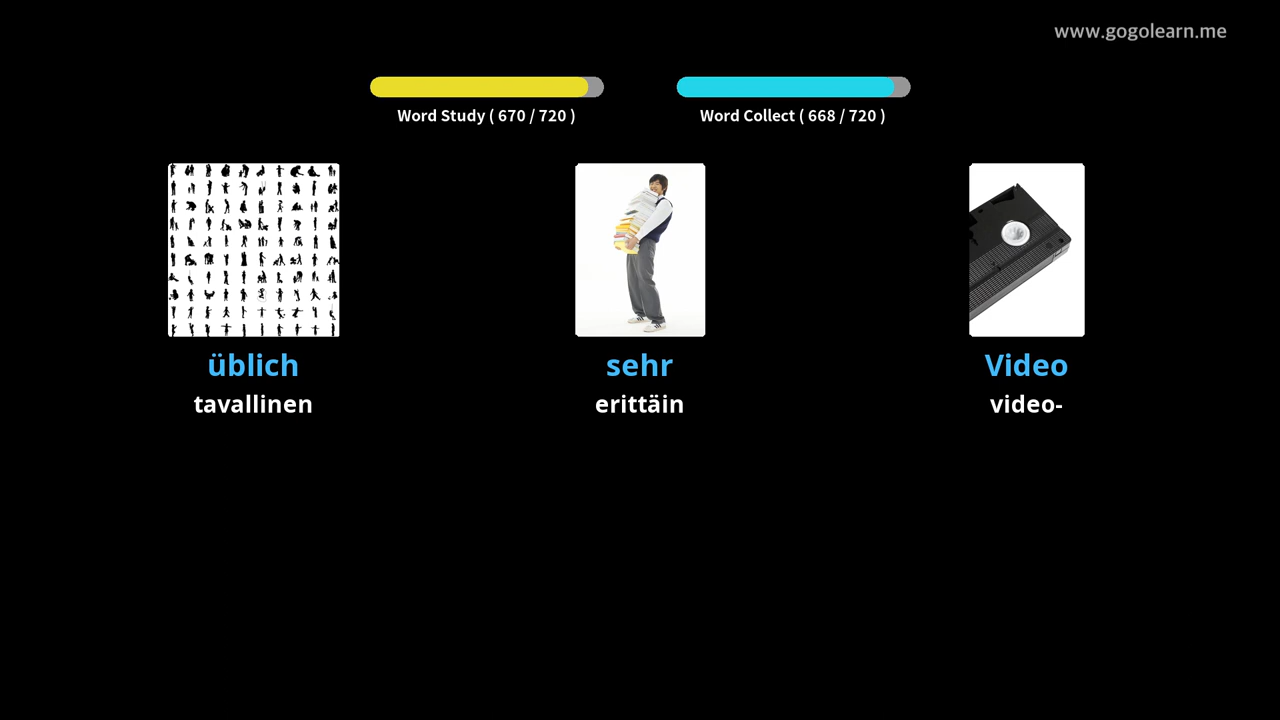 www.gogolearn.me
Word Study ( 670 / 720 )
Word Collect ( 668 / 720 )
üblich
tavallinen
sehr
erittäin
Video
video-